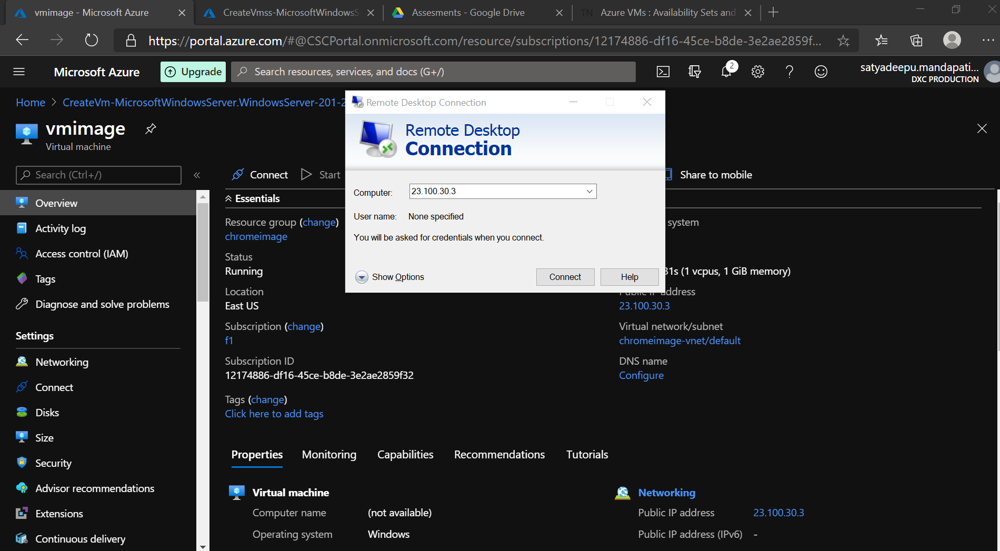 vmimage - Microsoft Azure
CreateVmss-MicrosoftWindowsS
Assesments - Google Drive
TN Azure VMs : Availability Sets and
https://portal.azure.com/#@CSCPortal.onmicrosoft.com/resource/subscriptions/12174886-df16-45ce-b8de-3e2ae2859f...
Microsoft Azure
Upgrade
Search resources, services, and docs (G+/)
2
satyadeepu.mandapati...
DXC PRODUCTION
Home > CreateVm-MicrosoftWindowsServer.WindowsServer-201-2
vmimage
Virtual machine
Search (Ctrl+/)
«
Overview
Activity log
Access control (IAM)
Tags
Diagnose and solve problems
Settings
Networking
Connect
Disks
Size
Security
Advisor recommendations
Extensions
Continuous delivery
Connect
Start
Share to mobile
Essentials
Resource group (change)
chromeimage
Status
Running
Location
East US
Subscription (change)
f1
Subscription ID
12174886-df16-45ce-b8de-3e2ae2859f32
Tags (change)
Click here to add tags
system
1s (1 vcpus, 1 GiB memory)
Public IP address
23.100.30.3
Virtual network/subnet
chromeimage-vnet/default
DNS name
Configure
Remote Desktop Connection
Remote Desktop
Connection
Computer:
23.100.30.3
User name:
None specified
You will be asked for credentials when you connect.
Show Options
Connect
Help
Properties
Monitoring
Capabilities
Recommendations
Tutorials
Virtual machine
Computer name
(not available)
Operating system
Windows
Networking
Public IP address
23.100.30.3
Public IP address (IPv6)
-